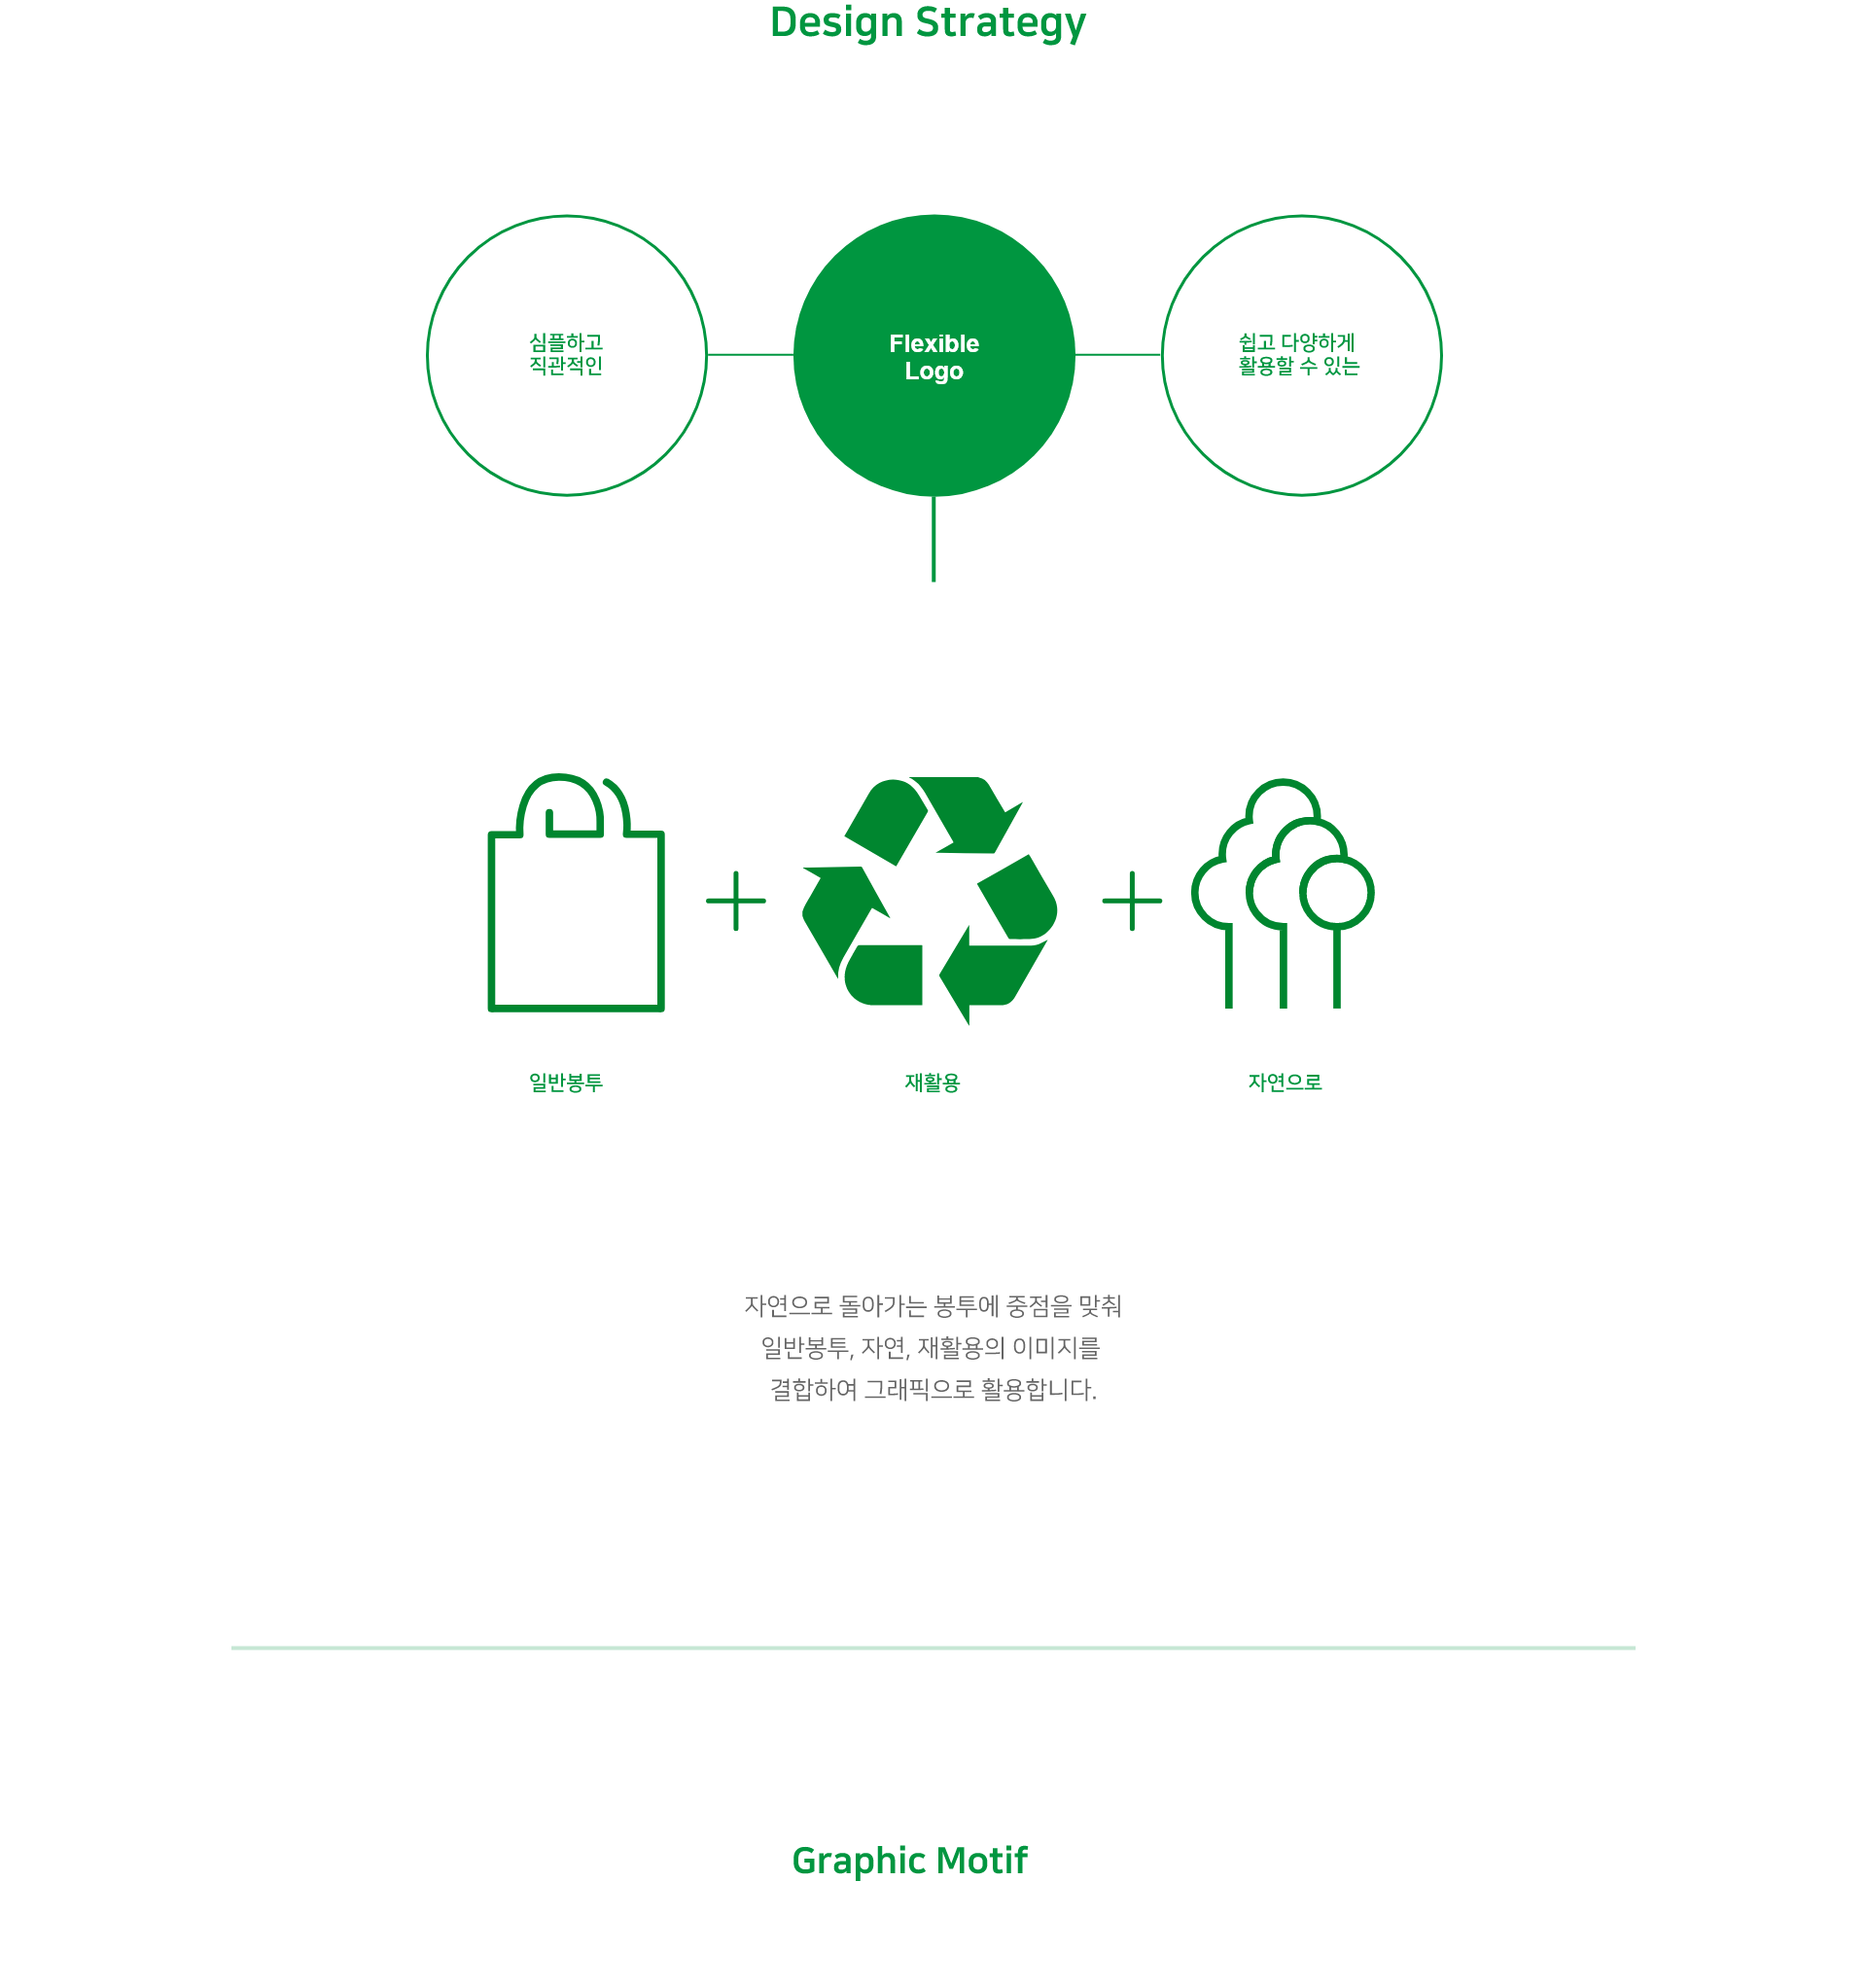 Design Strategy
심플하고
직관적인
Flexible
Logo
쉽고 다양하게
활용할 수 있는
일반봉투
재활용
자연으로
자연으로 돌아가는 봉투에 중점을 맞춰
일반봉투, 자연, 재활용의 이미지를
결합하여 그래픽으로 활용합니다.
Graphic Motif